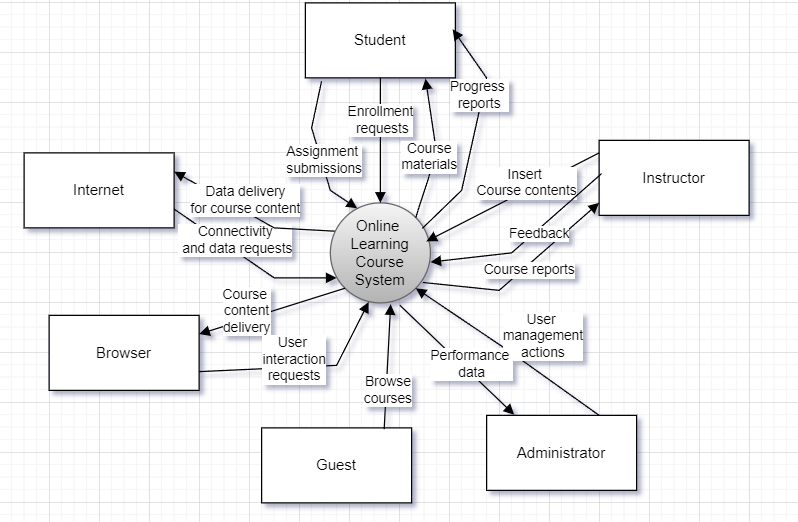 Student
Progress
reports
Enrollment
requests
Assignment
submissions
Course
materials
Internet
Data delivery
for course content
Connectivity
and data requests
Insert
Course contents
Instructor
Feedback
Course reports
Online
Learning
Course
System
Course
content
delivery
Browser
User
interaction
requests
Browse
courses
Guest
Performance
data
User
management
actions
Administrator